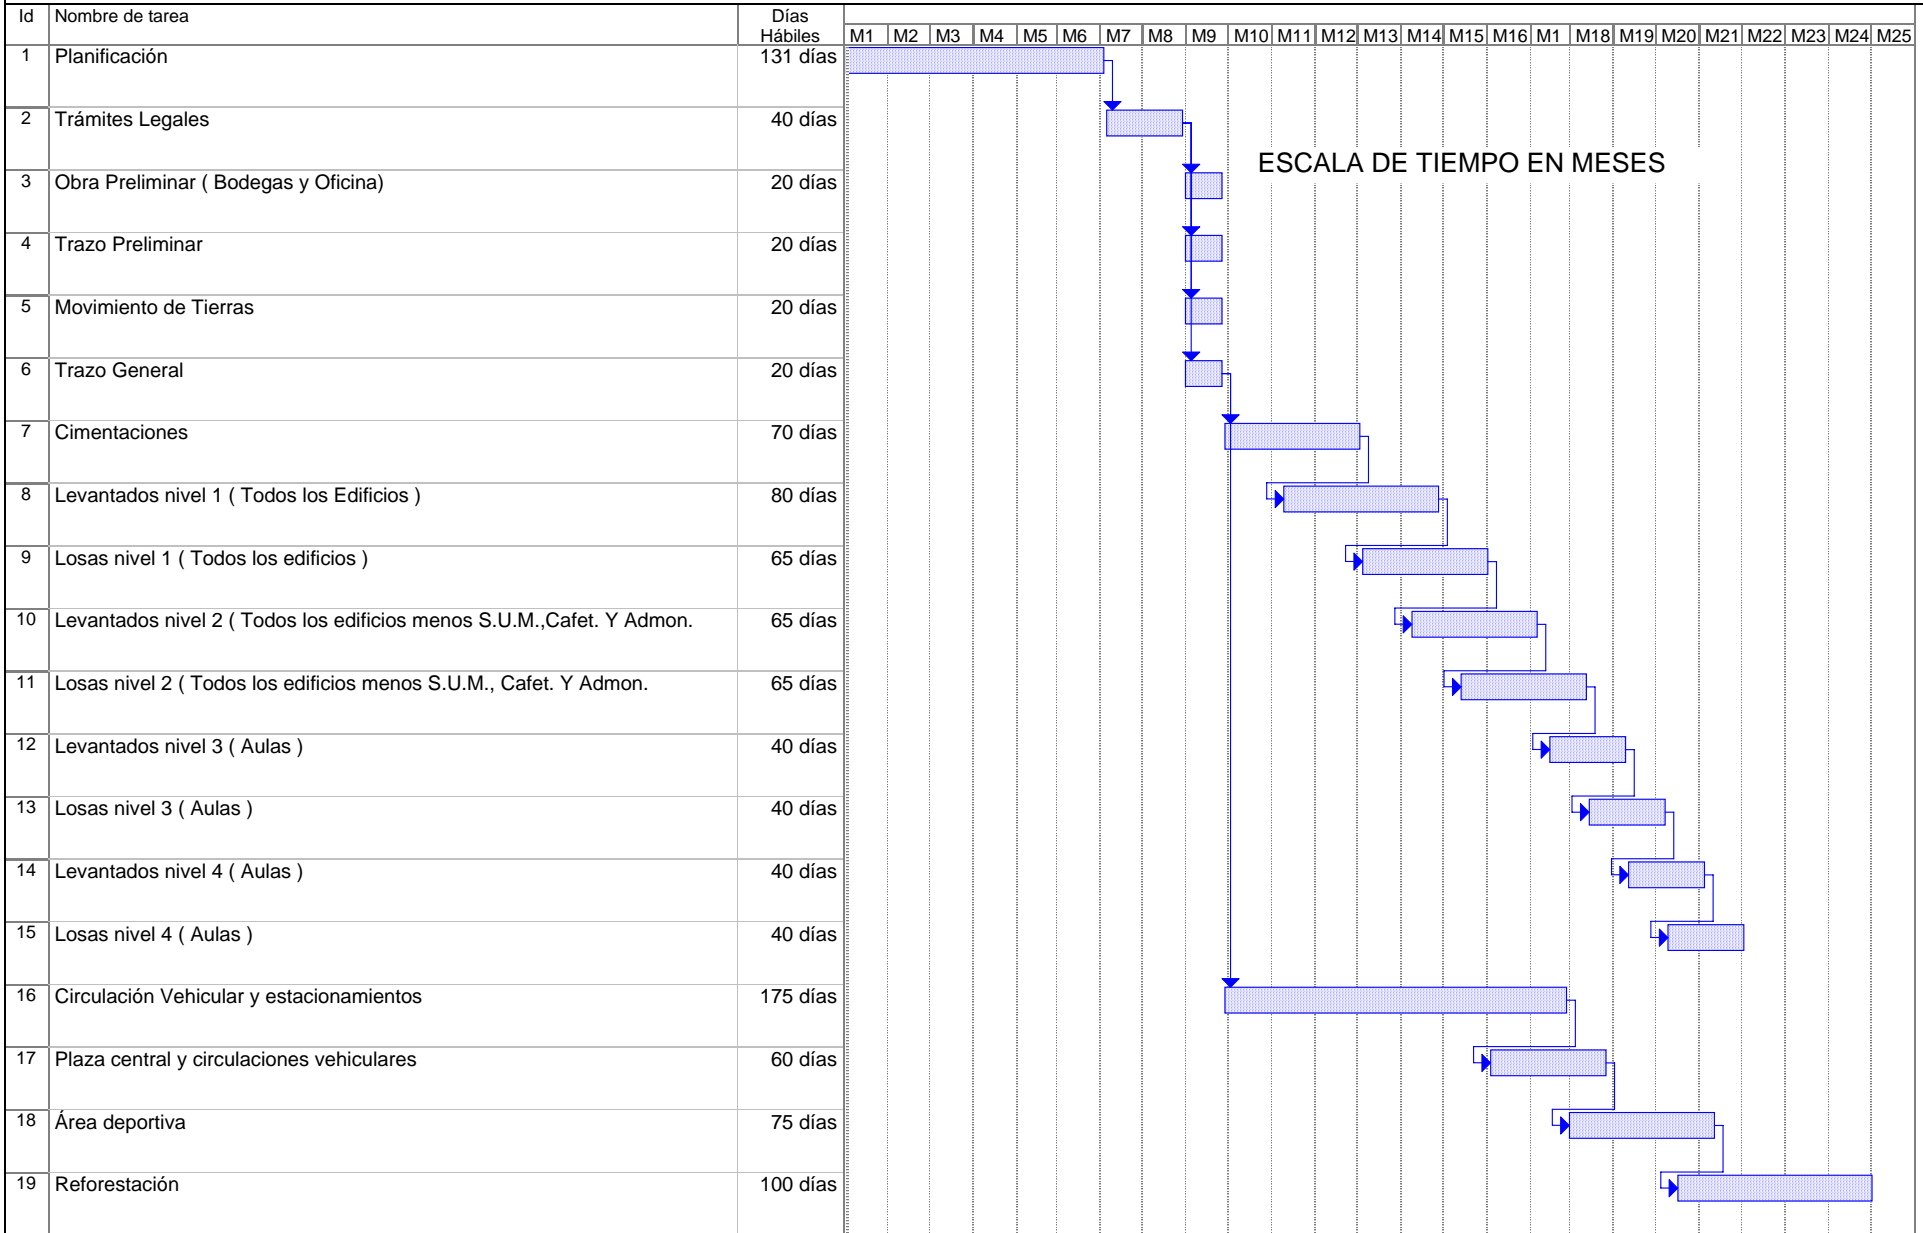 Id Nombre de tarea Días
Hábiles M1 M2 M3 M4 M5 M6 M7 M8 M9 M10 M11 M12 M13 M14 M15 M16 M1 M18 M19 M20 M21 M22 M23 M24 M25
1 Planificación 131 días
2 Trámites Legales 40 días
ESCALA DE TIEMPO EN MESES
3 Obra Preliminar ( Bodegas y Oficina) 20 días
4 Trazo Preliminar 20 días
5 Movimiento de Tierras 20 días
6 Trazo General 20 días
7 Cimentaciones 70 días
8 Levantados nivel 1 ( Todos los Edificios ) 80 días
9 Losas nivel 1 ( Todos los edificios ) 65 días
10 Levantados nivel 2 ( Todos los edificios menos S.U.M.,Cafet. Y Admon. 65 días
11 Losas nivel 2 ( Todos los edificios menos S.U.M., Cafet. Y Admon. 65 días
12 Levantados nivel 3 ( Aulas ) 40 días
13 Losas nivel 3 ( Aulas ) 40 días
14 Levantados nivel 4 ( Aulas ) 40 días
15 Losas nivel 4 ( Aulas ) 40 días
16 Circulación Vehicular y estacionamientos 175 días
17 Plaza central y circulaciones vehiculares 60 días
18 Área deportiva 75 días
19 Reforestación 100 días